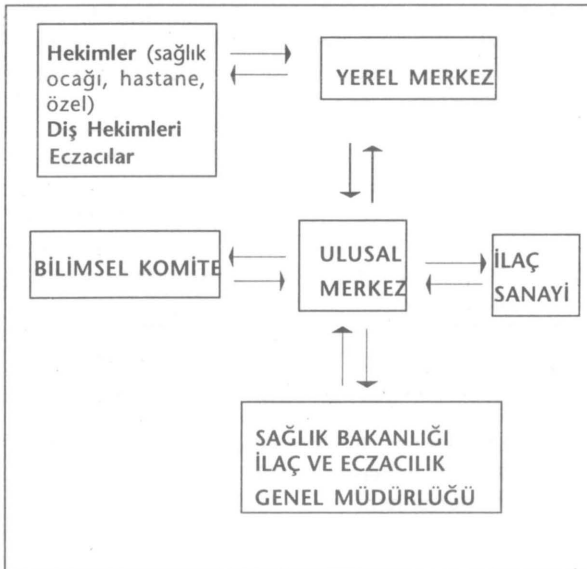 Hekimler (sağlık
ocağı, hastane,
özel)
Diş Hekimleri
Eczacılar
YEREL MERKEZ
BİLİMSEL KOMİTE
ULUSAL
MERKEZ
İLAÇ
SANAYİ
SAĞLIK BAKANLIĞI
İLAÇ VE ECZACILIK
GENEL MÜDÜRLÜĞÜ